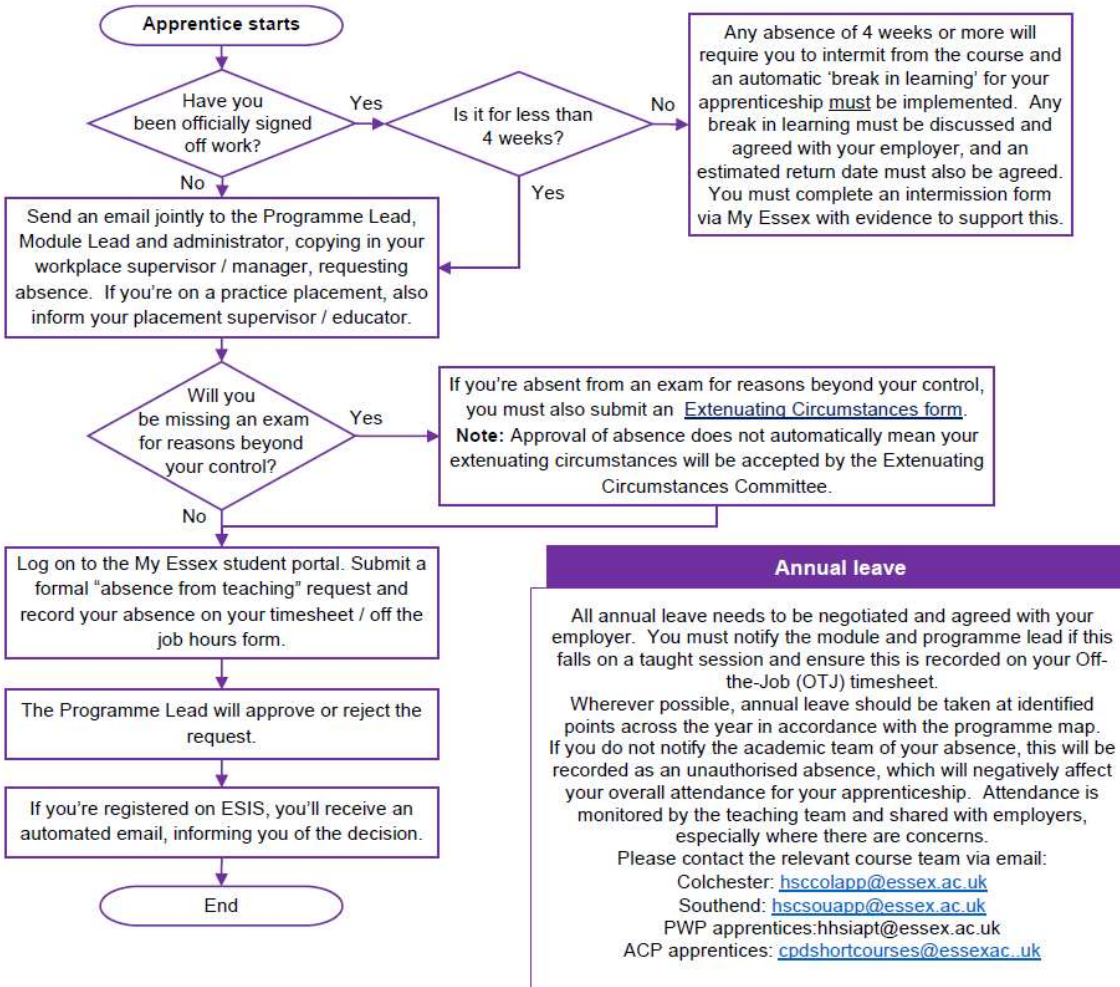 Apprentice starts
Have you
been officially signed
off work?
Yes
Is it for less than
4 weeks?
No
Any absence of 4 weeks or more will
require you to intermit from the course and
an automatic ‘break in learning’ for your
apprenticeship must be implemented. Any
break in learning must be discussed and
agreed with your employer, and an
estimated return date must also be agreed.
You must complete an intermission form
via My Essex with evidence to support this.
No
Yes
Send an email jointly to the Programme Lead,
Module Lead and administrator, copying in your
workplace supervisor / manager, requesting
absence. If you’re on a practice placement, also
inform your placement supervisor / educator.
Will you
be missing an exam
for reasons beyond
your control?
Yes
If you’re absent from an exam for reasons beyond your control,
you must also submit an Extenuating Circumstances form.
Note: Approval of absence does not automatically mean your
extenuating circumstances will be accepted by the Extenuating
Circumstances Committee.
No
Log on to the My Essex student portal. Submit a
formal “absence from teaching” request and
record your absence on your timesheet / off the
job hours form.
The Programme Lead will approve or reject the
request.
If you’re registered on ESIS, you’ll receive an
automated email, informing you of the decision.
End
Annual leave
All annual leave needs to be negotiated and agreed with your
employer. You must notify the module and programme lead if this
falls on a taught session and ensure this is recorded on your Off-
the-Job (OTJ) timesheet.
Wherever possible, annual leave should be taken at identified
points across the year in accordance with the programme map.
If you do not notify the academic team of your absence, this will be
recorded as an unauthorised absence, which will negatively affect
your overall attendance for your apprenticeship. Attendance is
monitored by the teaching team and shared with employers,
especially where there are concerns.
Please contact the relevant course team via email:
Colchester: hsccolapp@essex.ac.uk
Southend: hscsouapp@essex.ac.uk
PWP apprentices:hhsiapt@essex.ac.uk
ACP apprentices: cpdshortcourses@essexac..uk